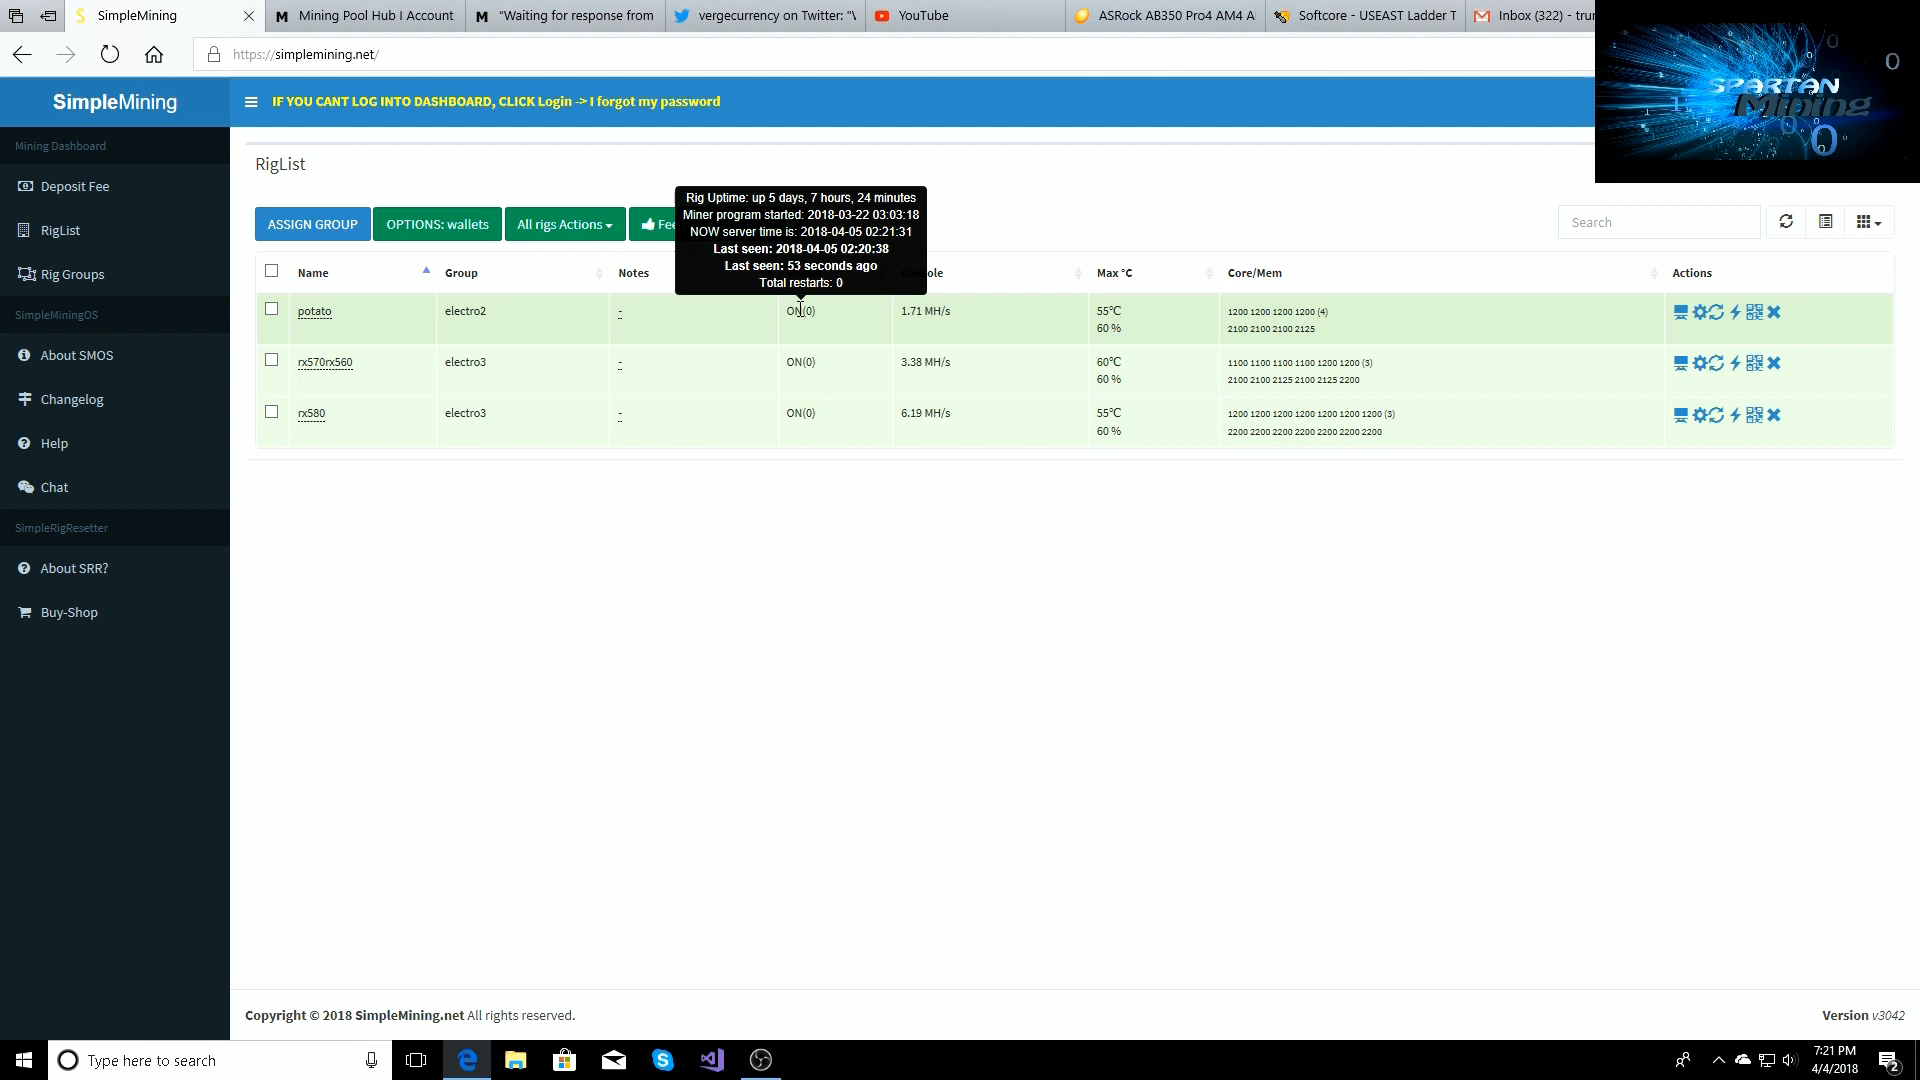 SimpleMining
Mining Pool Hub I Account
"Waiting for response from
vergecurrency on Twitter: "\
YouTube
ASRock AB350 Pro4 AM4 A
Softcore - USEAST Ladder T
Inbox (322) - trun
https://simplemining.net/
SPARTAN
Mining
SimpleMining
IF YOU CANT LOG INTO DASHBOARD, CLICK Login -> I forgot my password
Mining Dashboard
Deposit Fee
RigList
Rig Groups
SimpleMiningOS
About SMOS
Changelog
Help
Chat
SimpleRigResetter
About SRR?
Buy-Shop
RigList
ASSIGN GROUP
OPTIONS: wallets
All rigs Actions
Fee
Search
Rig Uptime: up 5 days, 7 hours, 24 minutes
Miner program started: 2018-03-22 03:03:18
NOW server time is: 2018-04-05 02:21:31
Last seen: 2018-04-05 02:20:38
Last seen: 53 seconds ago
Total restarts: 0
Name Group Notes Console Max °C Core/Mem Actions
potato electro2 - ON(0) 1.71 MH/s 55°C 1200 1200 1200 1200 (4)
60 % 2100 2100 2100 2125
rx570rx560 electro3 - ON(0) 3.38 MH/s 60°C 1100 1100 1100 1100 1200 1200 (3)
60 % 2100 2100 2125 2100 2125 2200
rx580 electro3 - ON(0) 6.19 MH/s 55°C 1200 1200 1200 1200 1200 1200 1200 (3)
60 % 2200 2200 2200 2200 2200 2200 2200
Copyright © 2018 SimpleMining.net All rights reserved.
Version v3042
Type here to search
7:21 PM
4/4/2018
2